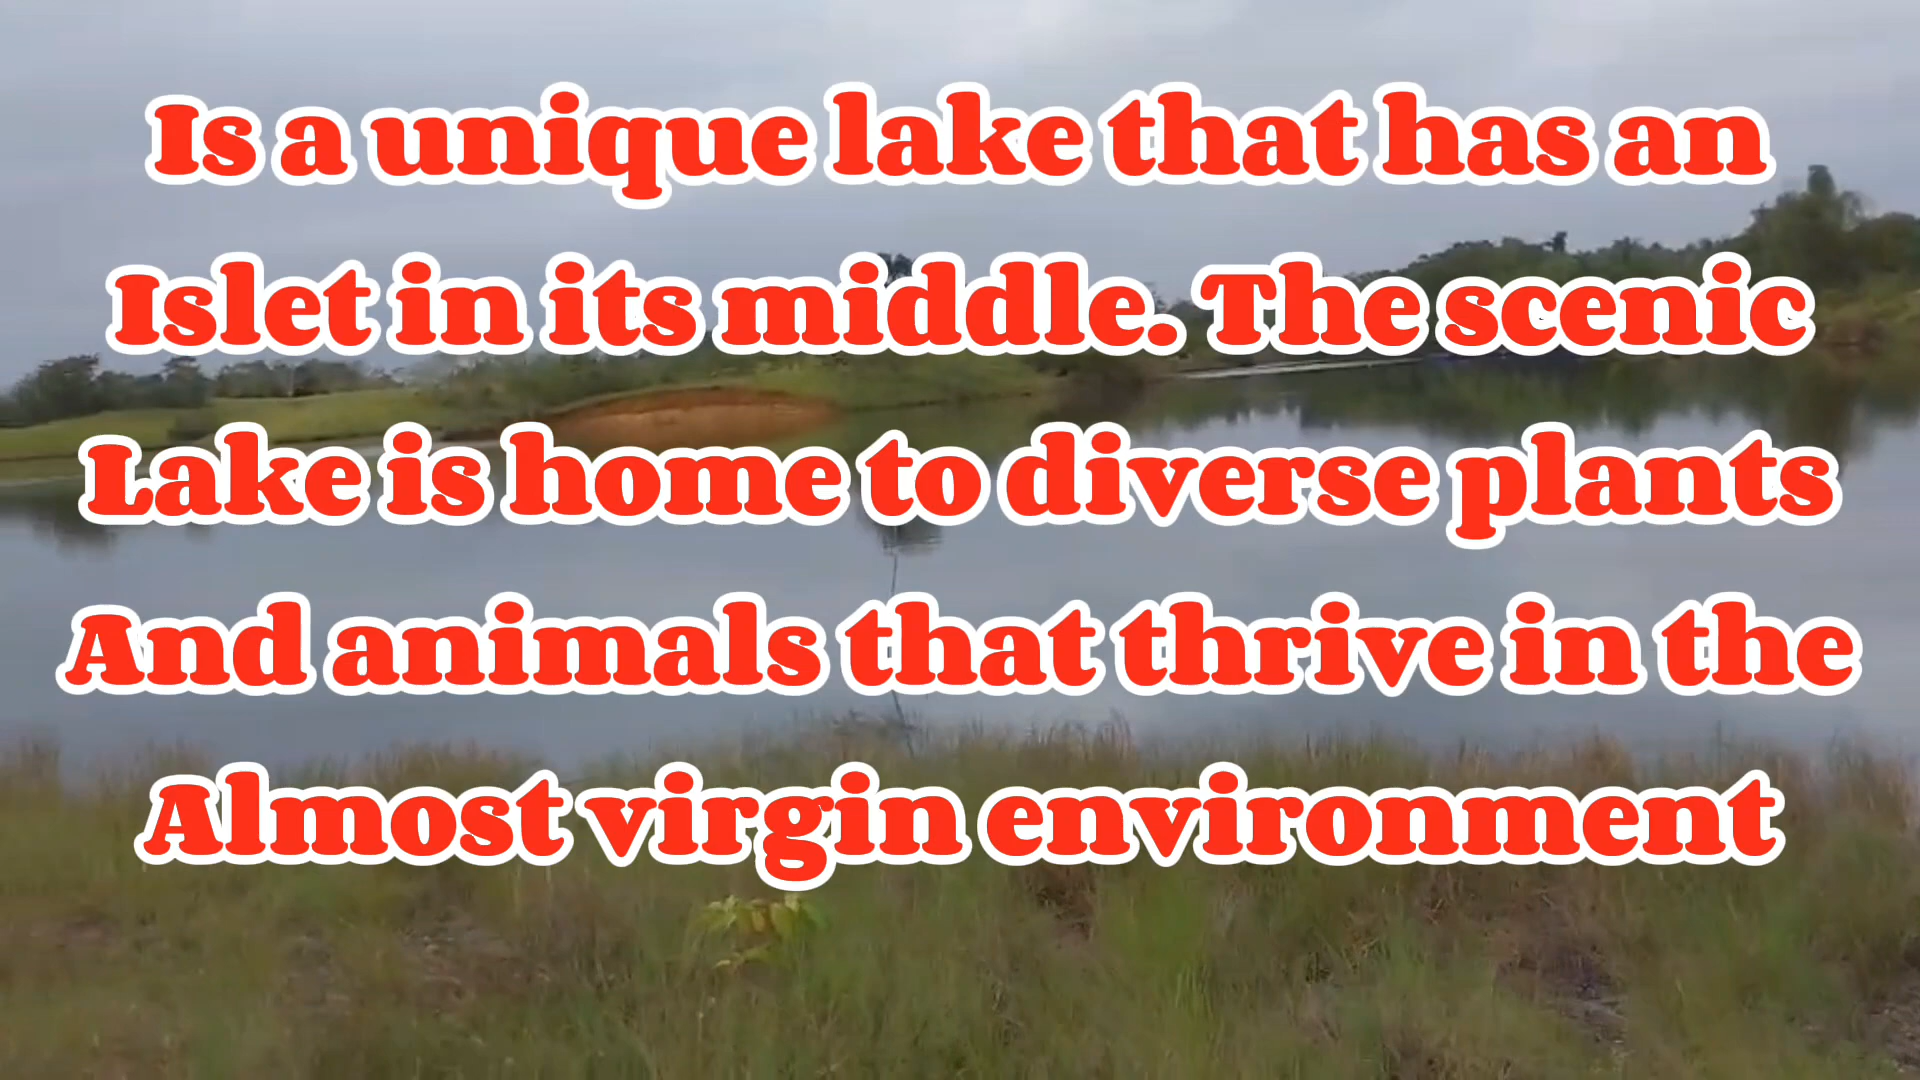 Is a unique lake that has an
Islet in its middle. The scenic
Lake is home to diverse plants
And animals that thrive in the
Almost virgin environment